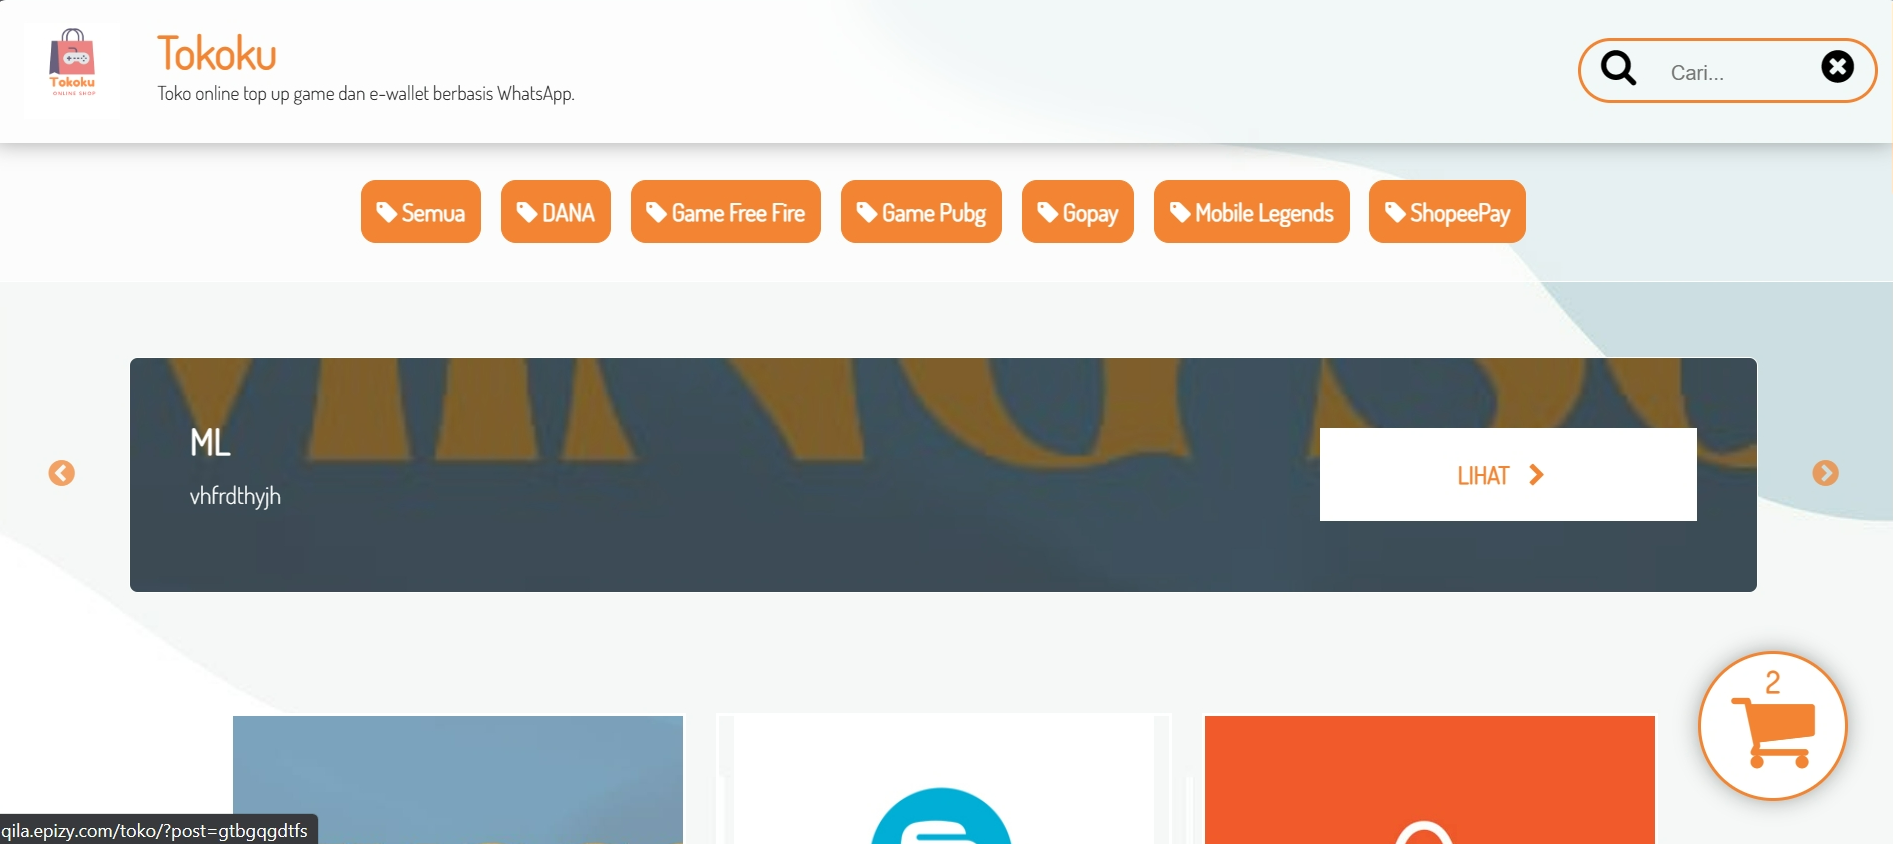 Tokoku
ONLINE SHOP
Tokoku
Toko online top up game dan e-wallet berbasis WhatsApp.
Cari...
Semua
DANA
Game Free Fire
Game Pubg
Gopay
Mobile Legends
ShopeePay
ML
vhfrdthyjh
LIHAT
2
qila.epizy.com/toko/?post=gtbgqgdtfs